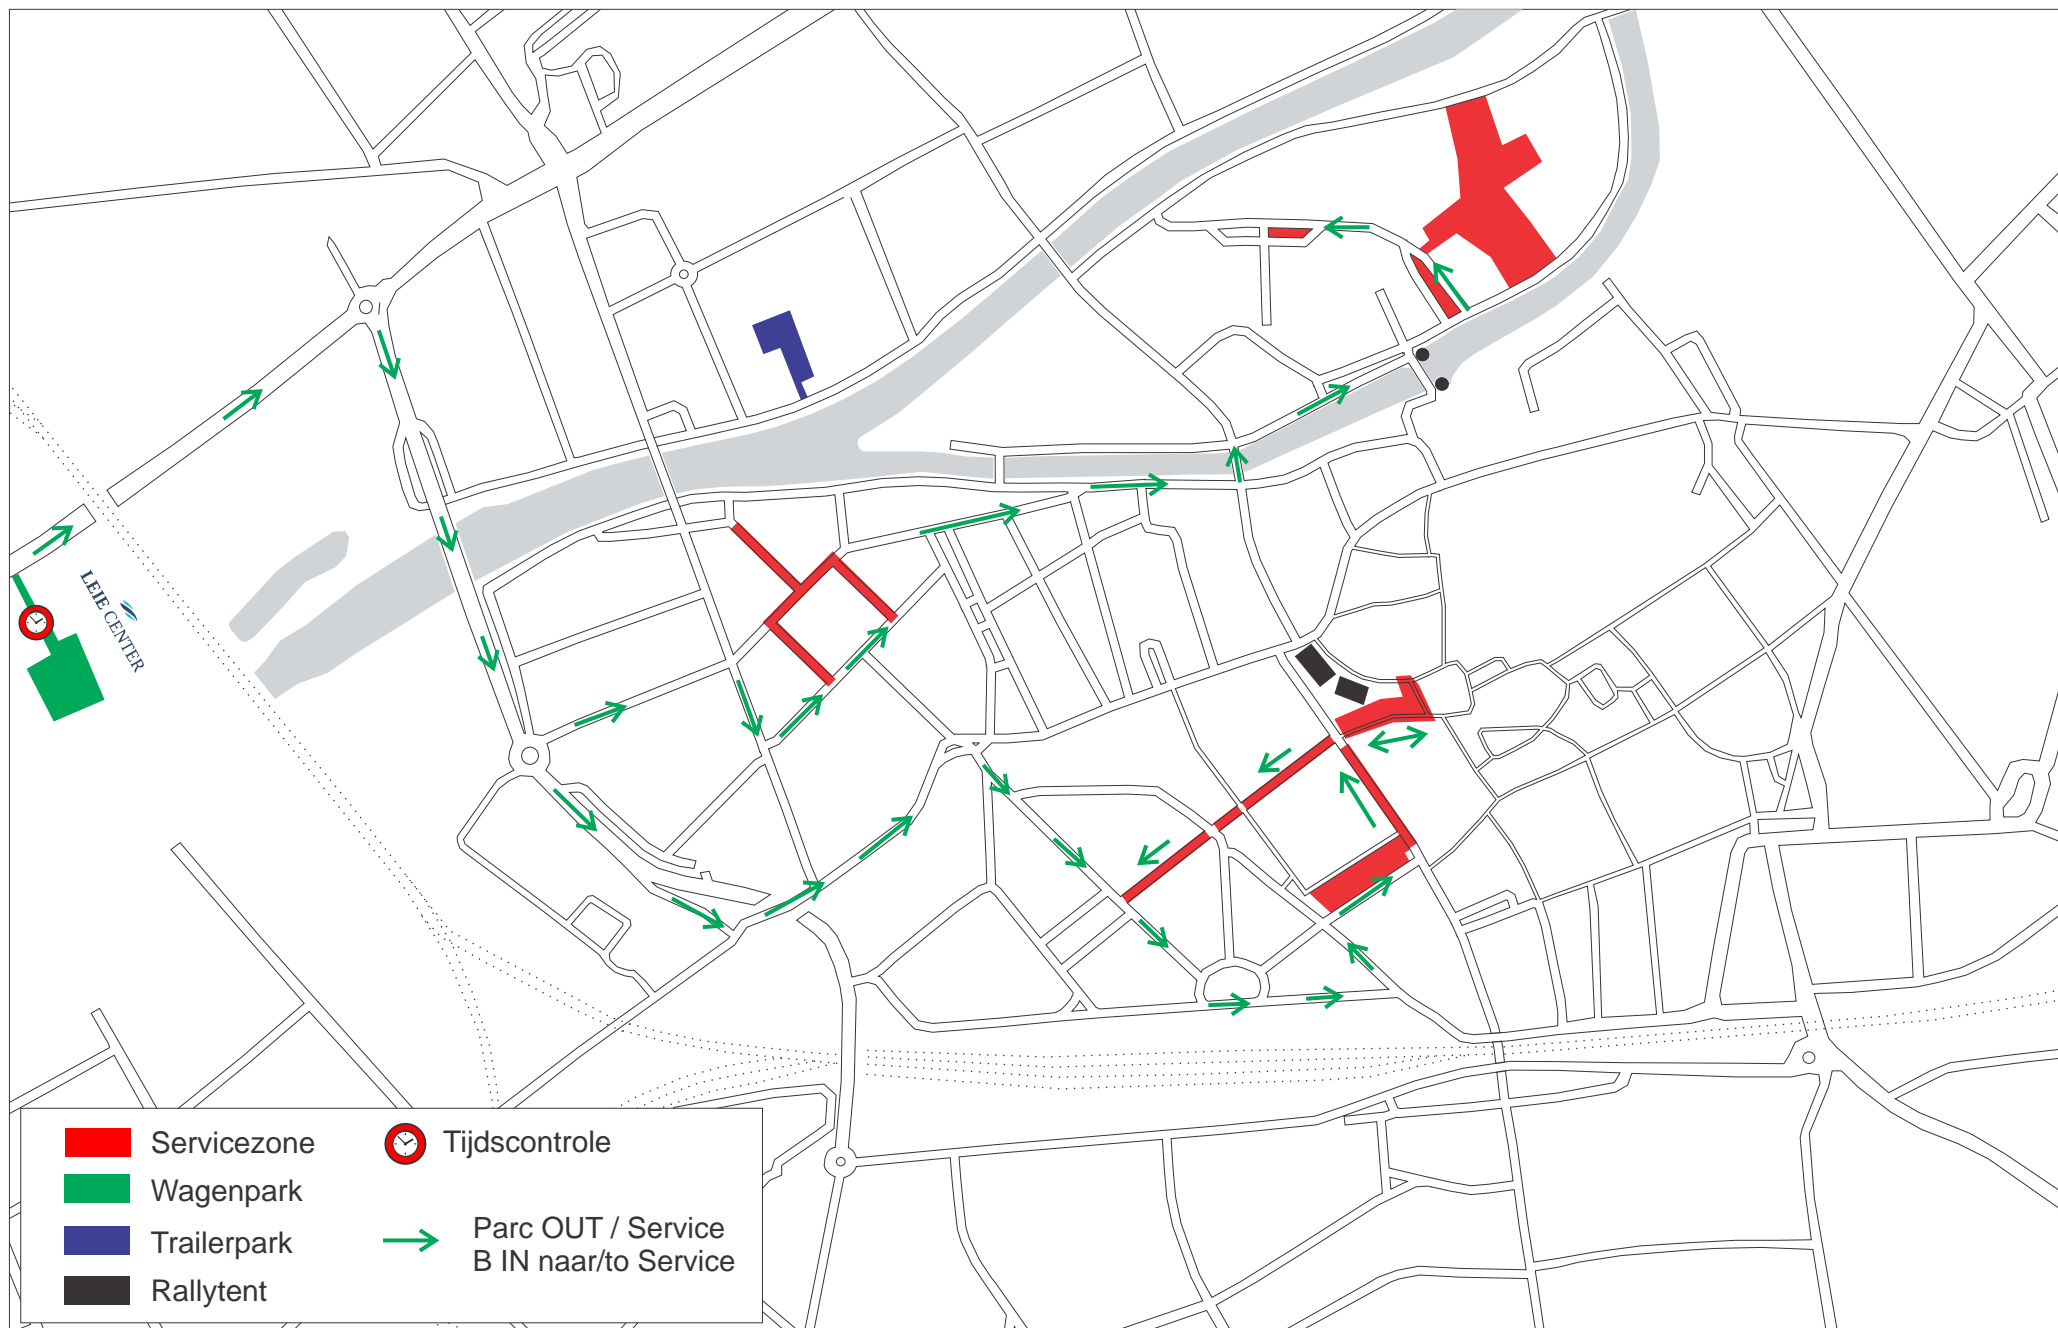 LEIE CENTER
Servicezone
Tijdscontrole
Wagenpark
Trailerpark
Parc OUT / Service
B IN naar/to Service
Rallytent